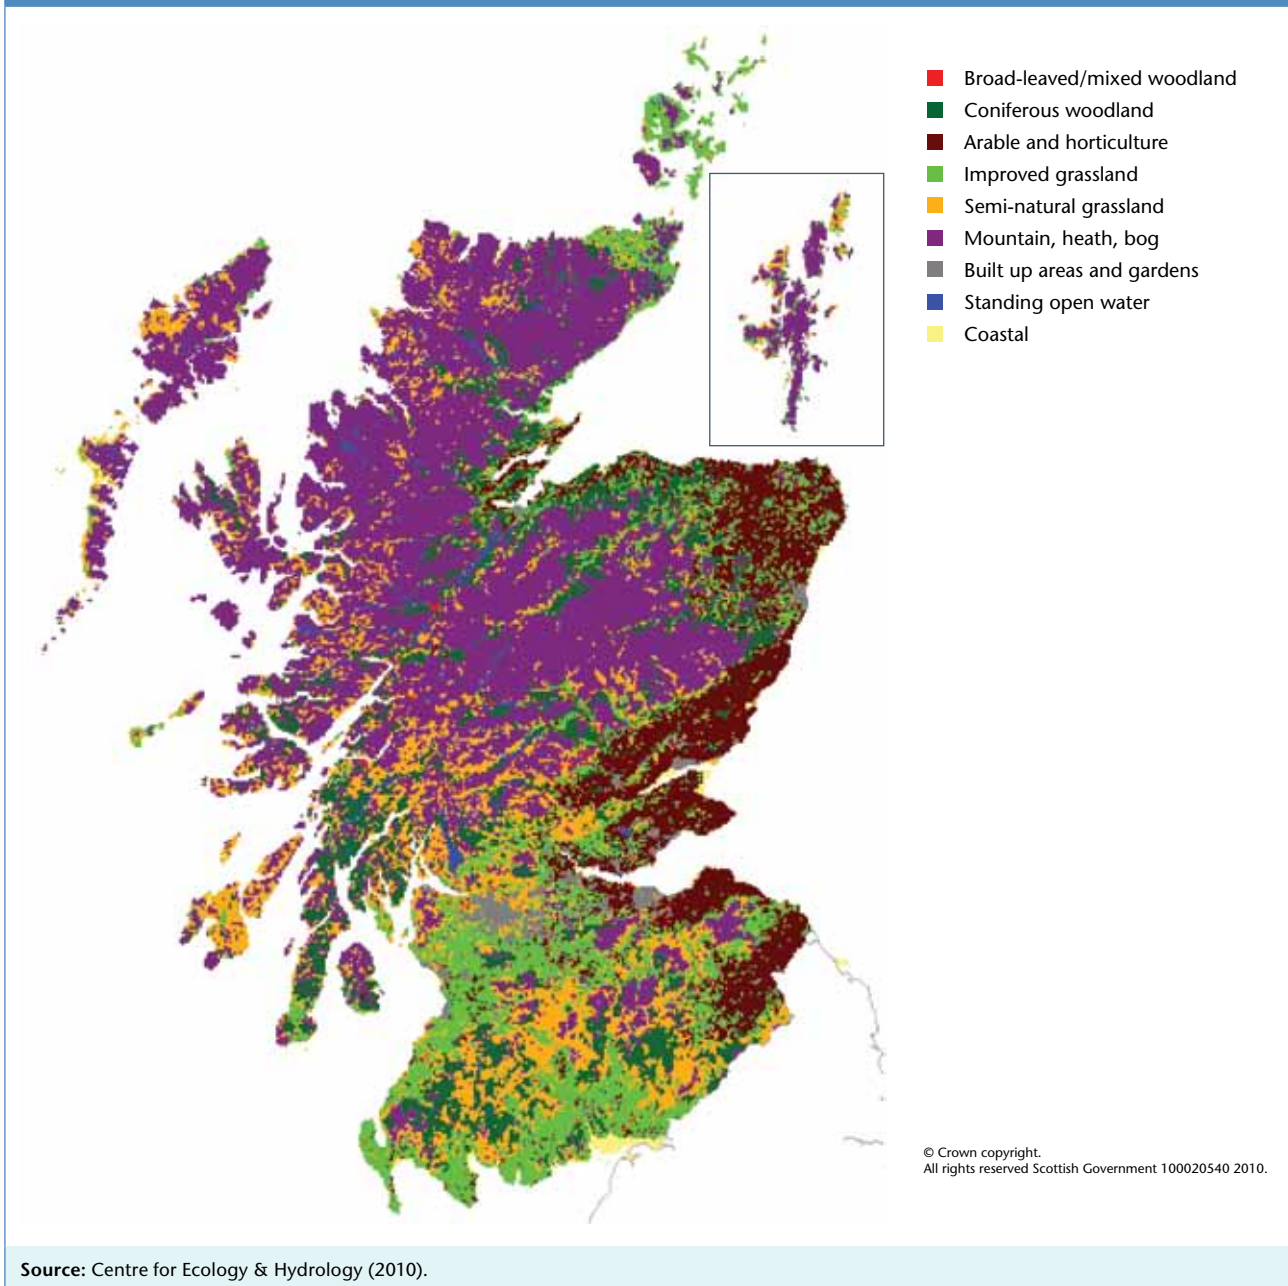 Broad-leaved/mixed woodland
Coniferous woodland
Arable and horticulture
Improved grassland
Semi-natural grassland
Mountain, heath, bog
Built up areas and gardens
Standing open water
Coastal
© Crown copyright.
All rights reserved Scottish Government 100020540 2010.
Source: Centre for Ecology & Hydrology (2010).